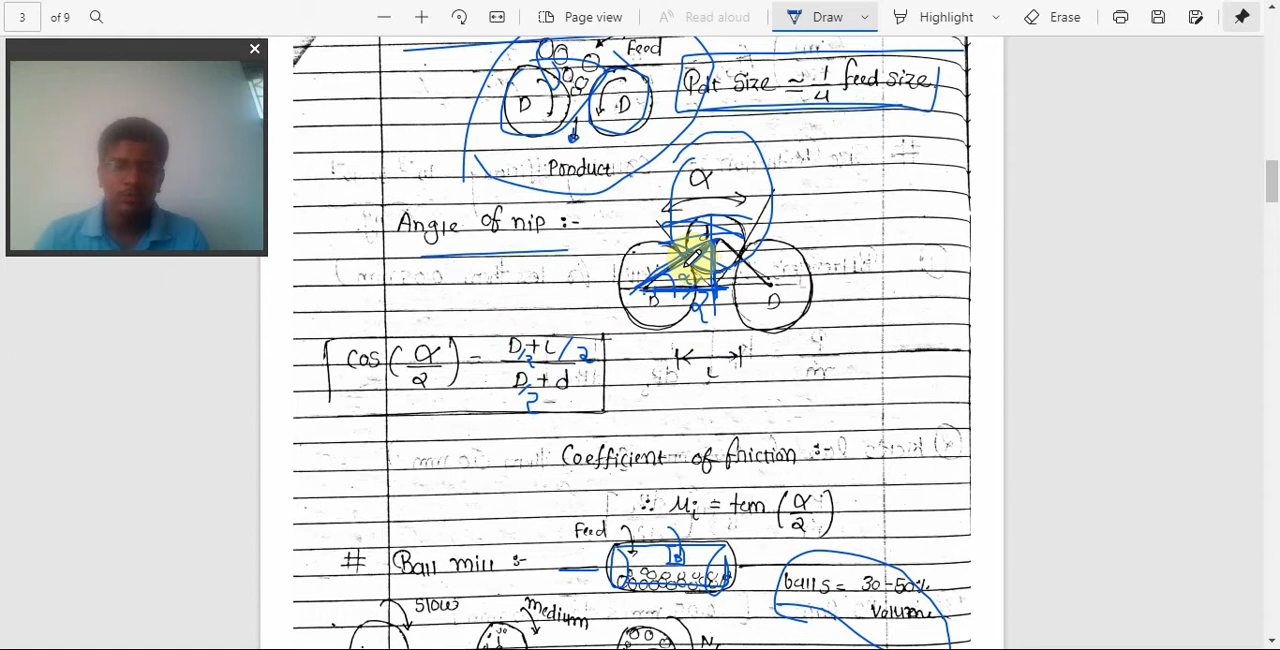 3 of 9
Page view
Read aloud
Draw
Highlight
Erase
Feed
D D
Pdt size ≃ 1/4 feed size
Product
α
Angle of nip :-
d
D D
cos(α/2) = D/2 + L/2 / D/2 + d
L
Coefficient of friction :-
∴ μi = tan (α/2)
Feed
# Ball mill :-
balls = 30-50%
Volume
Slow
medium